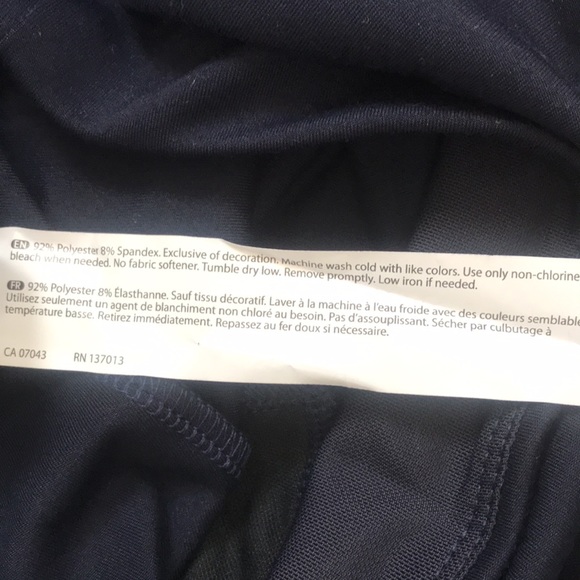 EN 92% Polyester 8% Spandex. Exclusive of decoration. Machine wash cold with like colors. Use only non-chlorine
bleach when needed. No fabric softener. Tumble dry low. Remove promptly. Low iron if needed.
FR 92% Polyester 8% Élasthanne. Sauf tissu décoratif. Laver à la machine à l'eau froide avec des couleurs semblable
Utilisez seulement un agent de blanchiment non chloré au besoin. Pas d'assouplissant. Sécher par culbutage à
température basse. Retirez immédiatement. Repassez au fer doux si nécessaire.
CA 07043 RN 137013